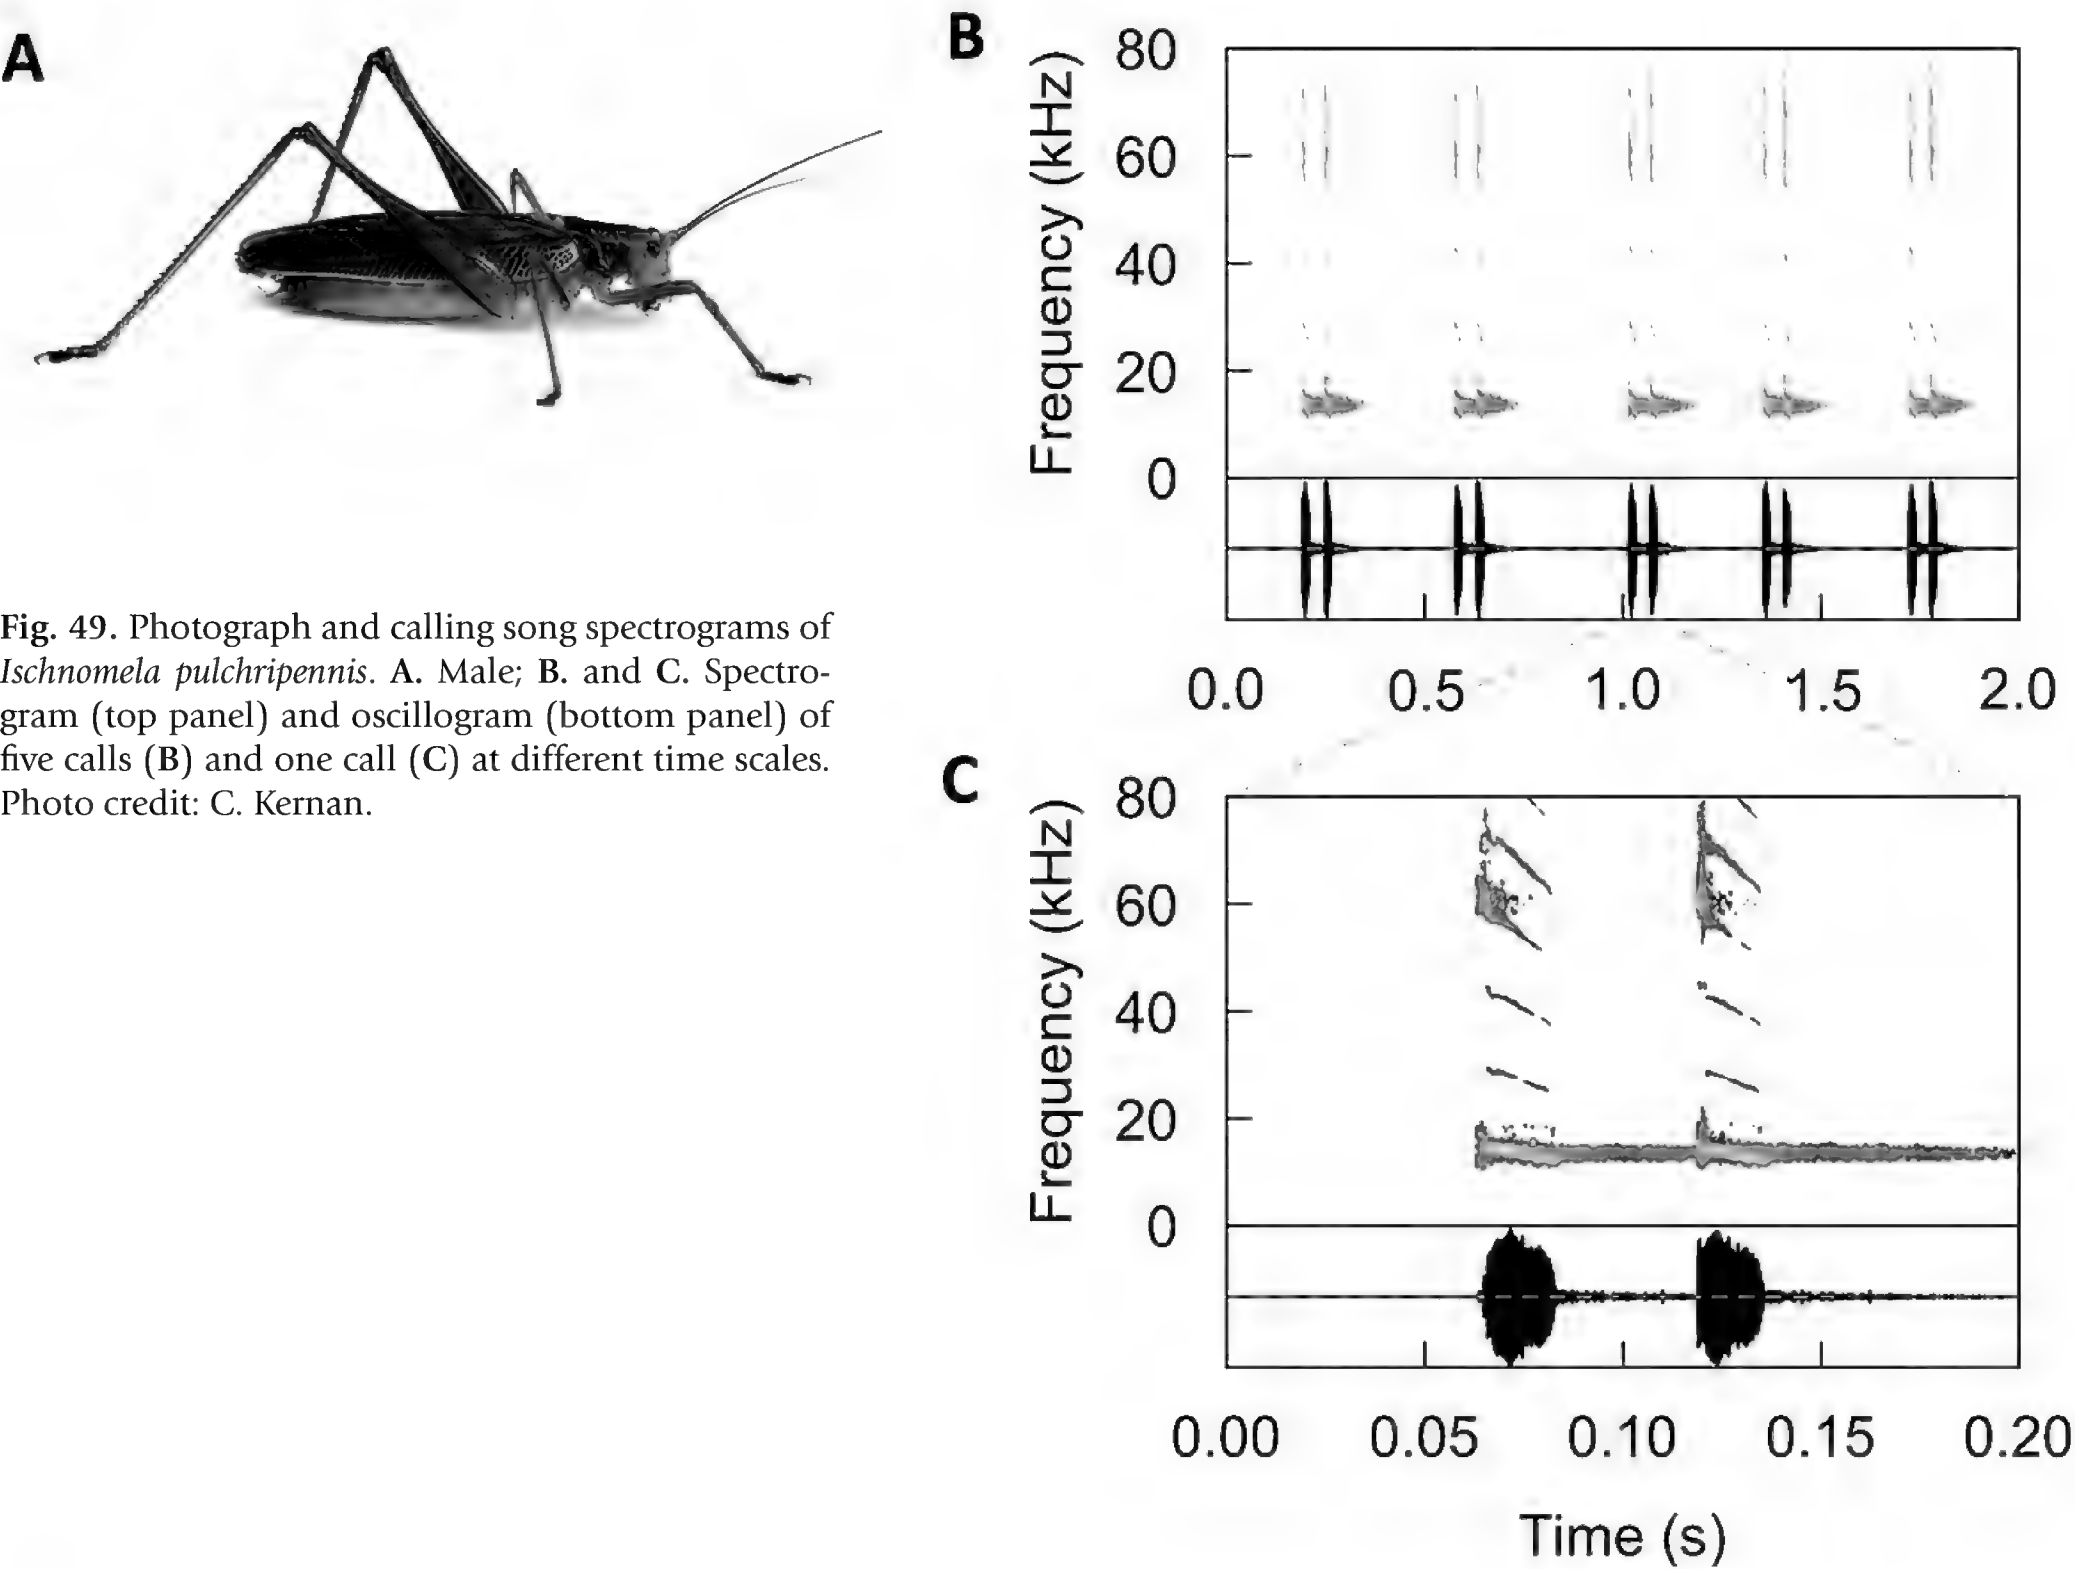 A
B
80
60
40
20
0
Frequency (kHz)
0.0 0.5 1.0 1.5 2.0
Fig. 49. Photograph and calling song spectrograms of
Ischnomela pulchripennis. A. Male; B. and C. Spectro-
gram (top panel) and oscillogram (bottom panel) of
five calls (B) and one call (C) at different time scales.
Photo credit: C. Kernan.
C
80
60
40
20
0
Frequency (kHz)
0.00 0.05 0.10 0.15 0.20
Time (s)